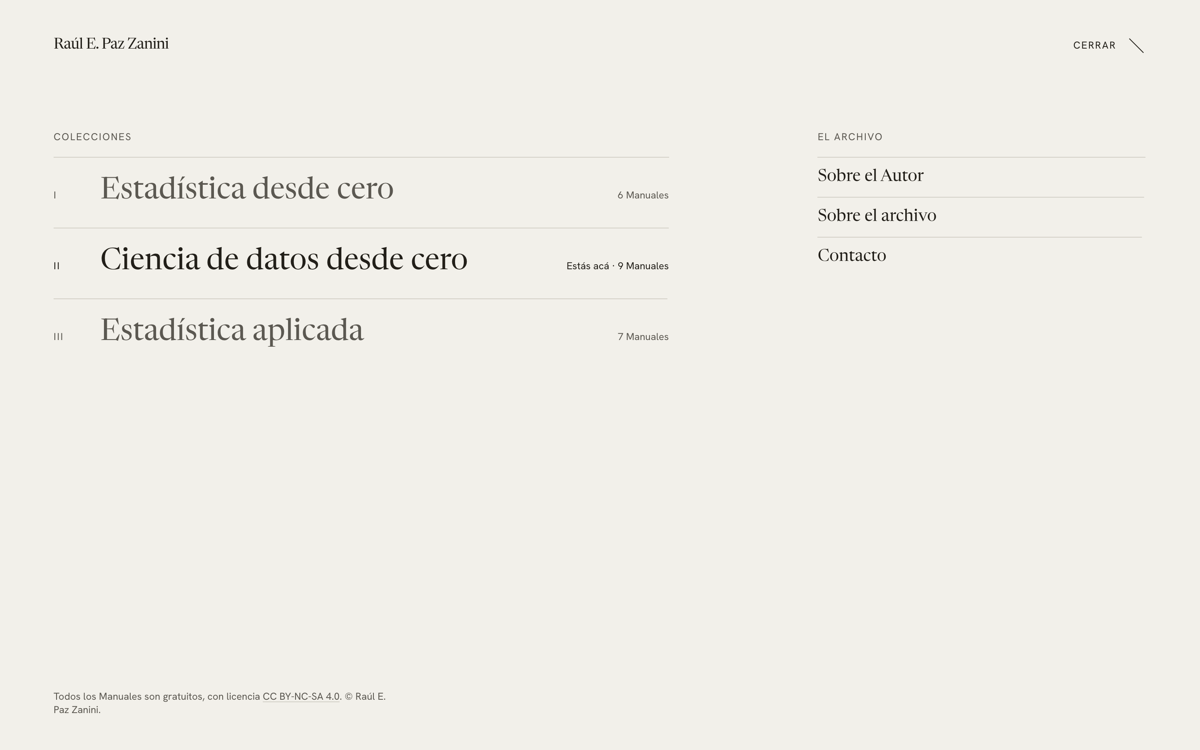 Raúl E. Paz Zanini
CERRAR
COLECCIONES
I Estadística desde cero 6 Manuales
II Ciencia de datos desde cero Estás acá · 9 Manuales
III Estadística aplicada 7 Manuales
EL ARCHIVO
Sobre el Autor
Sobre el archivo
Contacto
Todos los Manuales son gratuitos, con licencia CC BY-NC-SA 4.0. © Raúl E.
Paz Zanini.